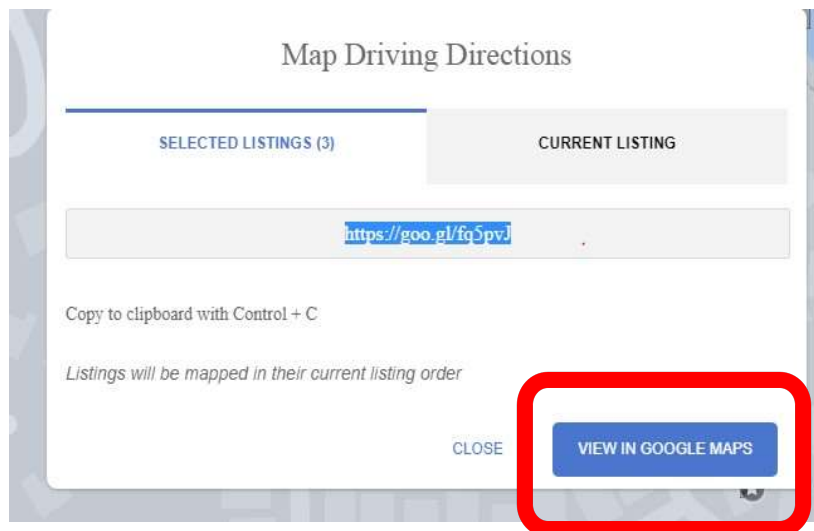 Map Driving Directions
SELECTED LISTINGS (3)
CURRENT LISTING
https://goo.gl/fq5pvJ
Copy to clipboard with Control + C
Listings will be mapped in their current listing order
CLOSE
VIEW IN GOOGLE MAPS